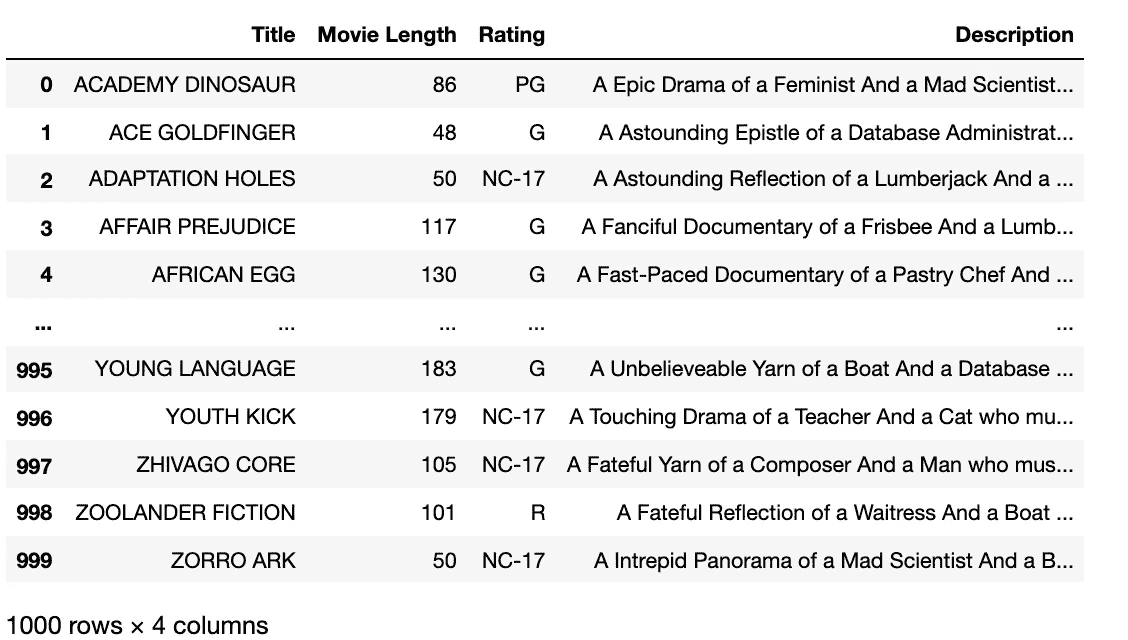 Title Movie Length Rating Description
0 ACADEMY DINOSAUR 86 PG A Epic Drama of a Feminist And a Mad Scientist...
1 ACE GOLDFINGER 48 G A Astounding Epistle of a Database Administrat...
2 ADAPTATION HOLES 50 NC-17 A Astounding Reflection of a Lumberjack And a ...
3 AFFAIR PREJUDICE 117 G A Fanciful Documentary of a Frisbee And a Lumb...
4 AFRICAN EGG 130 G A Fast-Paced Documentary of a Pastry Chef And ...
... ... ... ... ...
995 YOUNG LANGUAGE 183 G A Unbelieveable Yarn of a Boat And a Database ...
996 YOUTH KICK 179 NC-17 A Touching Drama of a Teacher And a Cat who mu...
997 ZHIVAGO CORE 105 NC-17 A Fateful Yarn of a Composer And a Man who mus...
998 ZOOLANDER FICTION 101 R A Fateful Reflection of a Waitress And a Boat ...
999 ZORRO ARK 50 NC-17 A Intrepid Panorama of a Mad Scientist And a B...
1000 rows × 4 columns